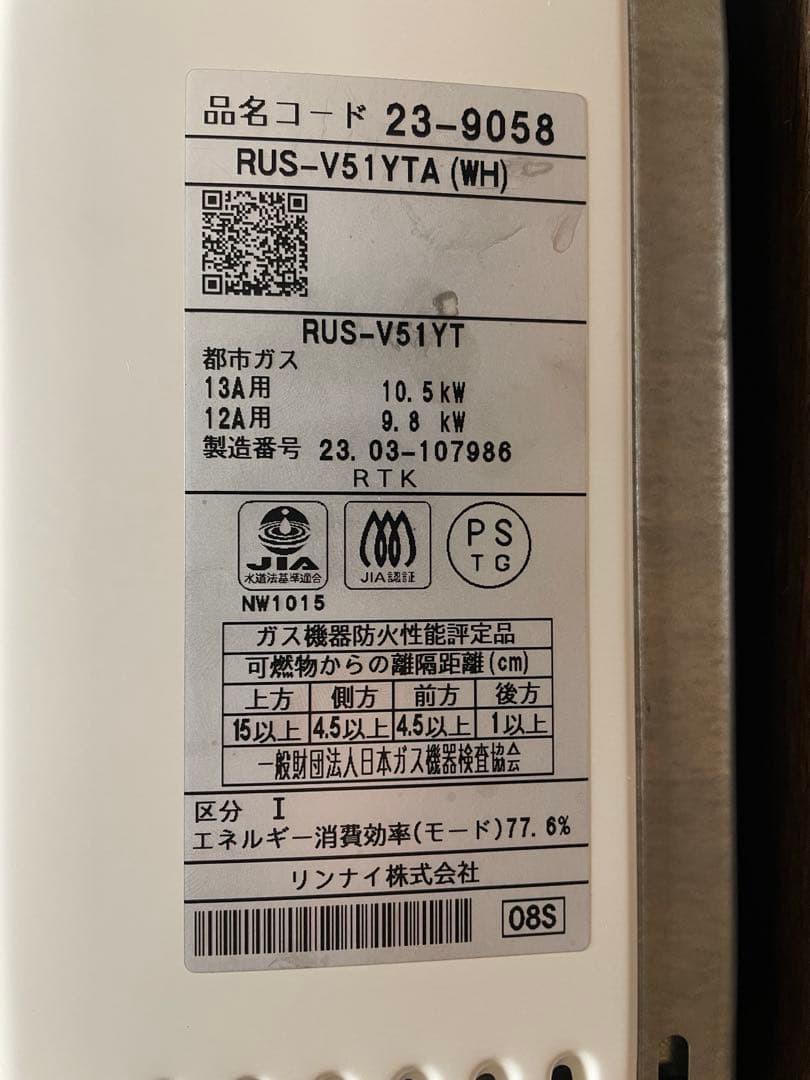 品名コード 23-9058
RUS-V51YTA (WH)
RUS-V51YT
都市ガス
13A用 10.5kW
12A用 9.8 kW
製造番号 23.03-107986
RTK
JIA
水道法基準適合
NW1015
JIA認証
PS
TG
ガス機器防火性能評定品
可燃物からの離隔距離(cm)
上方 側方 前方 後方
15以上 4.5以上 4.5以上 1以上
一般財団法人日本ガス機器検査協会
区分 I
エネルギー消費効率(モード)77.6%
リンナイ株式会社
08S